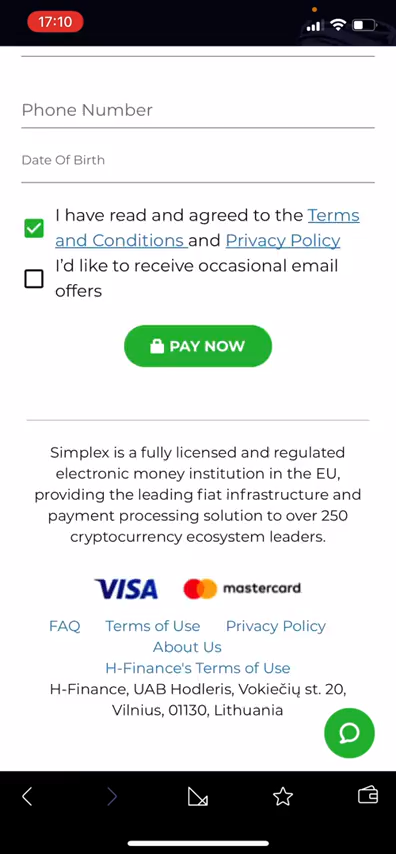 17:10
Phone Number
Date Of Birth
I have read and agreed to the Terms
and Conditions and Privacy Policy
I'd like to receive occasional email
offers
PAY NOW
Simplex is a fully licensed and regulated
electronic money institution in the EU,
providing the leading fiat infrastructure and
payment processing solution to over 250
cryptocurrency ecosystem leaders.
VISA mastercard
FAQ Terms of Use Privacy Policy
About Us
H-Finance's Terms of Use
H-Finance, UAB Hodleris, Vokiečių st. 20,
Vilnius, 01130, Lithuania